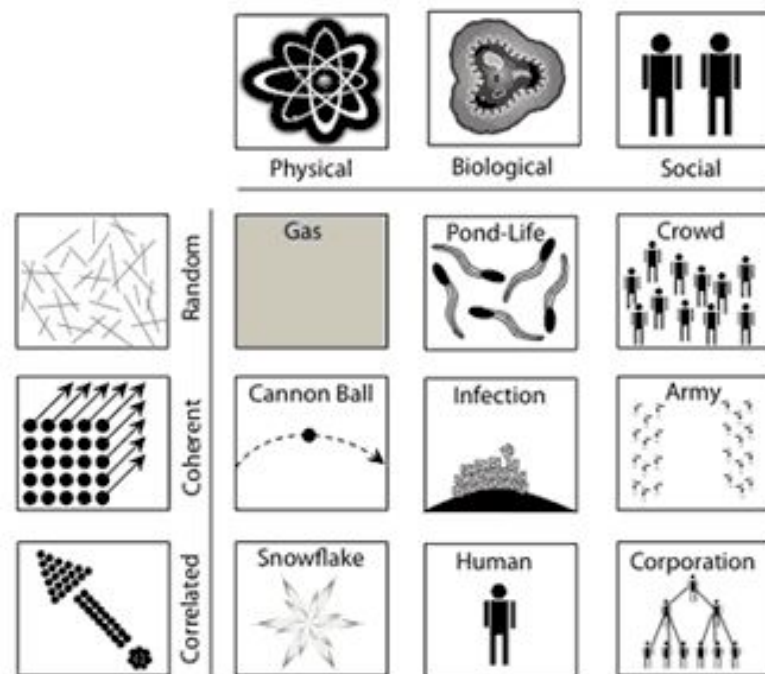 Physical
Biological
Social
Random
Gas
Pond-Life
Crowd
Coherent
Cannon Ball
Infection
Army
Correlated
Snowflake
Human
Corporation